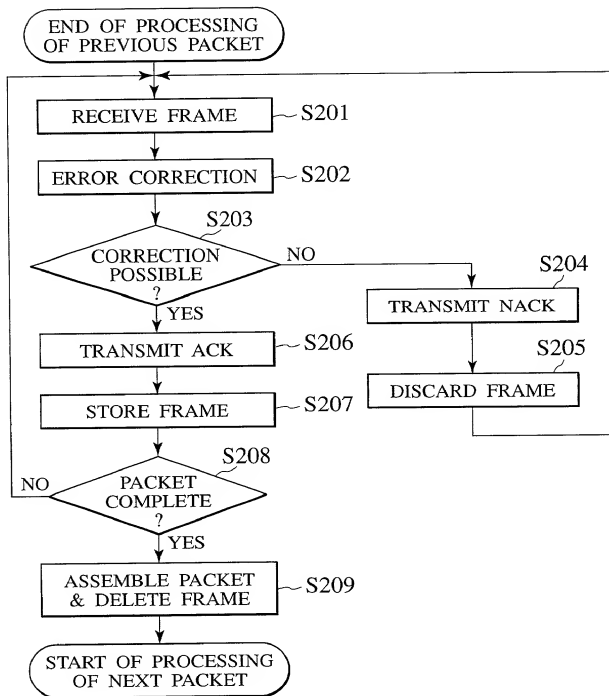 END OF PROCESSING
OF PREVIOUS PACKET
RECEIVE FRAME
S201
ERROR CORRECTION
S202
S203
CORRECTION
POSSIBLE
?
NO
YES
S204
TRANSMIT NACK
TRANSMIT ACK
S206
S205
DISCARD FRAME
STORE FRAME
S207
S208
NO
PACKET
COMPLETE
?
YES
ASSEMBLE PACKET
& DELETE FRAME
S209
START OF PROCESSING
OF NEXT PACKET